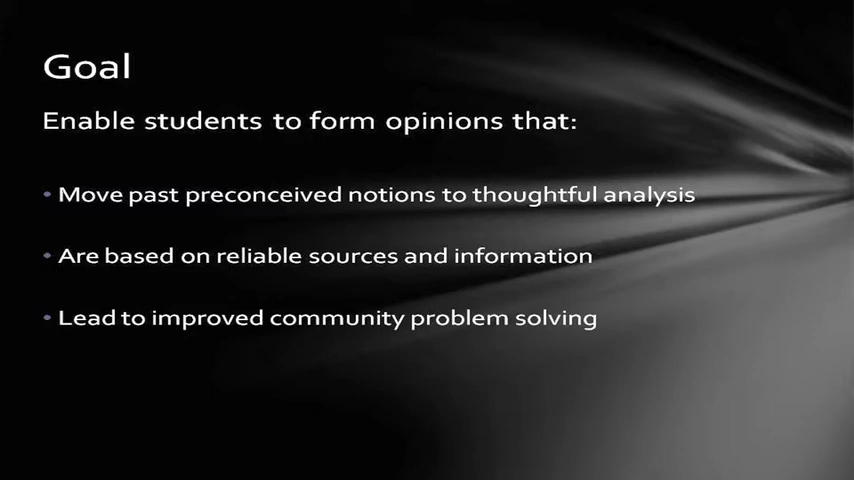 Goal
Enable students to form opinions that:
• Move past preconceived notions to thoughtful analysis
• Are based on reliable sources and information
• Lead to improved community problem solving